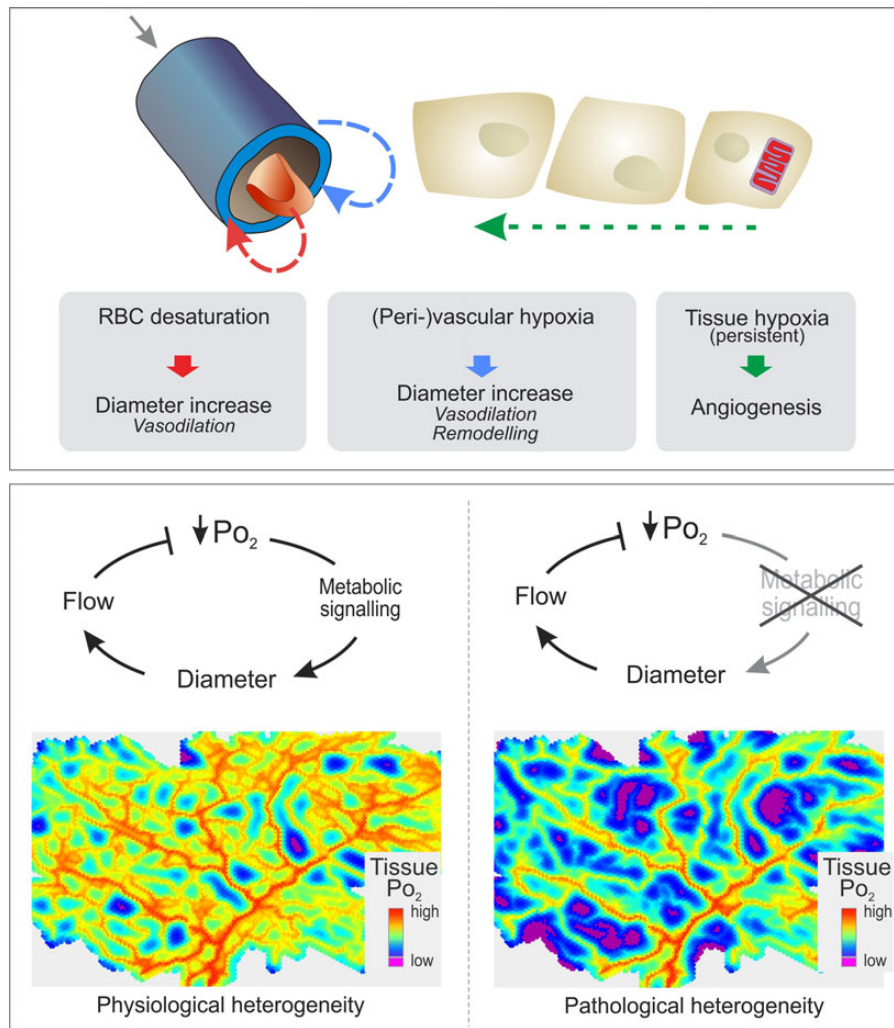 RBC desaturation
Diameter increase
Vasodilation
(Peri-)vascular hypoxia
Diameter increase
Vasodilation
Remodelling
Tissue hypoxia
(persistent)
Angiogenesis
Po2
Metabolic
signalling
Diameter
Flow
Tissue
Po2
high
low
Physiological heterogeneity
Po2
Metabolic
signalling
Diameter
Flow
Tissue
Po2
high
low
Pathological heterogeneity